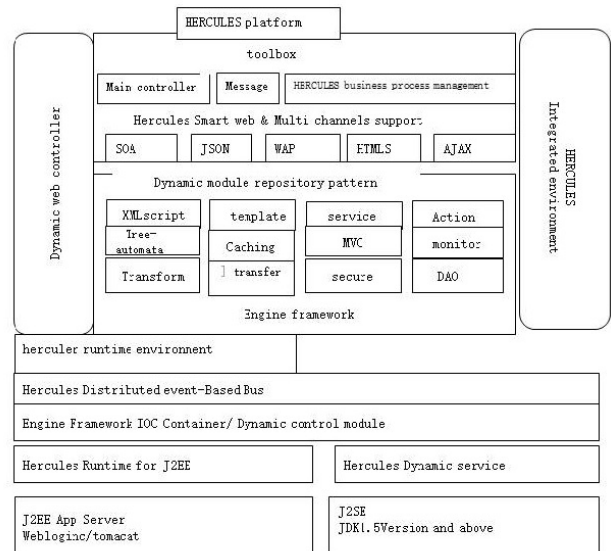 HERCULES platform
toolbox
Main controller
Message
HERCULES business process management
Hercules Smart web & Multi channels support
SOA
JSON
WAP
HTMLS
AJAX
Dynamic module repository pattern
XMLscript
template
service
Action
Tree-
automata
Caching
MVC
monitor
Transform
] transfer
secure
DAO
Engine framework
Dynamic web controller
HERCULES
Integrated environment
herculer runtime environment
Hercules Distributed event-Based Bus
Engine Framework IOC Container/ Dynamic control module
Hercules Runtime for J2EE
Hercules Dynamic service
J2EE App Server
Webloginc/tomacat
J2SE
JDK1.5Version and above